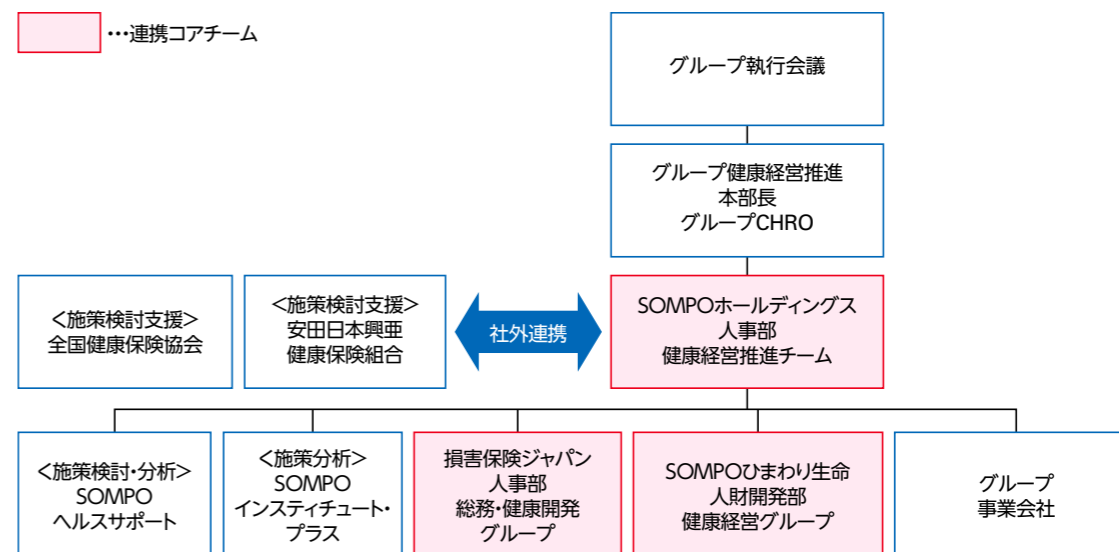 …連携コアチーム
グループ執行会議
グループ健康経営推進
本部長
グループCHRO
＜施策検討支援＞
全国健康保険協会
＜施策検討支援＞
安田日本興亜
健康保険組合
社外連携
SOMPOホールディングス
人事部
健康経営推進チーム
＜施策検討・分析＞
SOMPO
ヘルスサポート
＜施策分析＞
SOMPO
インスティチュート・
プラス
損害保険ジャパン
人事部
総務・健康開発
グループ
SOMPOひまわり生命
人財開発部
健康経営グループ
グループ
事業会社